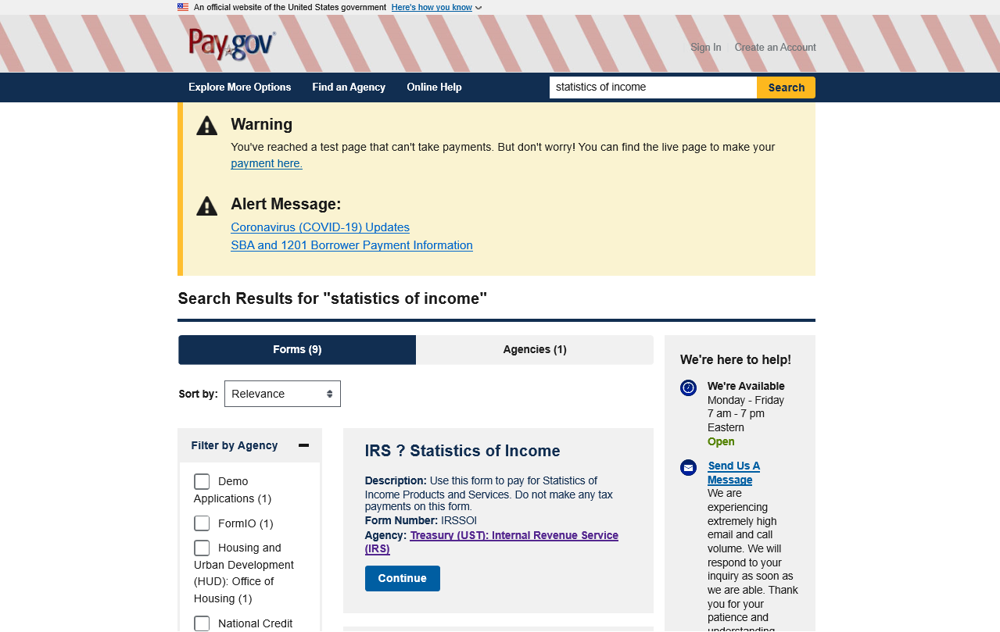 An official website of the United States government Here's how you know
Pay.gov
Sign In Create an Account
Explore More Options Find an Agency Online Help statistics of income Search
Warning
You've reached a test page that can't take payments. But don't worry! You can find the live page to make your
payment here.
Alert Message:
Coronavirus (COVID-19) Updates
SBA and 1201 Borrower Payment Information
Search Results for "statistics of income"
Forms (9) Agencies (1)
Sort by: Relevance
Filter by Agency
Demo
Applications (1)
FormIO (1)
Housing and
Urban Development
(HUD): Office of
Housing (1)
National Credit
IRS ? Statistics of Income
Description: Use this form to pay for Statistics of
Income Products and Services. Do not make any tax
payments on this form.
Form Number: IRSSOI
Agency: Treasury (UST): Internal Revenue Service
(IRS)
Continue
We're here to help!
We're Available
Monday - Friday
7 am - 7 pm
Eastern
Open
Send Us A
Message
We are
experiencing
extremely high
email and call
volume. We will
respond to your
inquiry as soon as
we are able. Thank
you for your
patience and
understanding